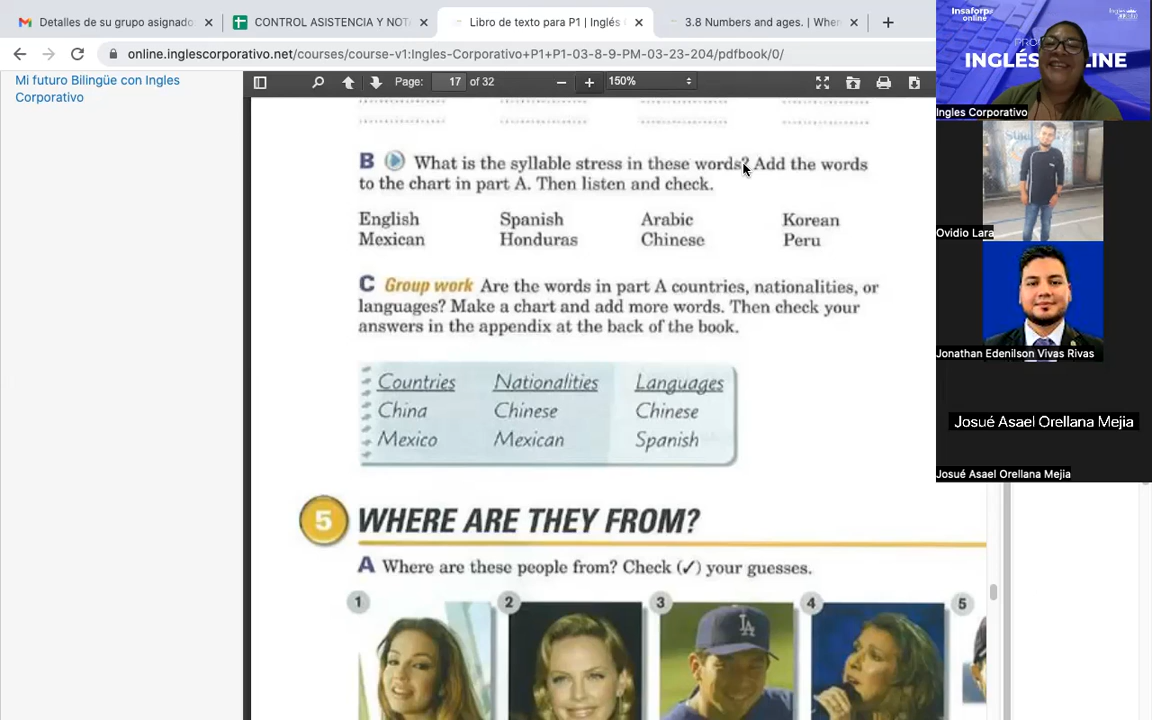 Detalles de su grupo asignado
CONTROL ASISTENCIA Y NOT
Libro de texto para P1 | Inglés
3.8 Numbers and ages. | Wher
online.inglescorporativo.net/courses/course-v1:Ingles-Corporativo+P1+P1-03-8-9-PM-03-23-204/pdfbook/0/
Mi futuro Bilingüe con Ingles
Corporativo
Page: 17 of 32
150%
B What is the syllable stress in these words? Add the words
to the chart in part A. Then listen and check.
English Spanish Arabic Korean
Mexican Honduras Chinese Peru
C Group work Are the words in part A countries, nationalities, or
languages? Make a chart and add more words. Then check your
answers in the appendix at the back of the book.
Countries Nationalities Languages
China Chinese Chinese
Mexico Mexican Spanish
5 WHERE ARE THEY FROM?
A Where are these people from? Check (✓) your guesses.
1 2 3 4 5
LA
Insaforp
online
INGLÉS
LINE
Ingles Corporativo
Ovidio Lara
Jonathan Edenilson Vivas Rivas
Josué Asael Orellana Mejia
Josué Asael Orellana Mejia